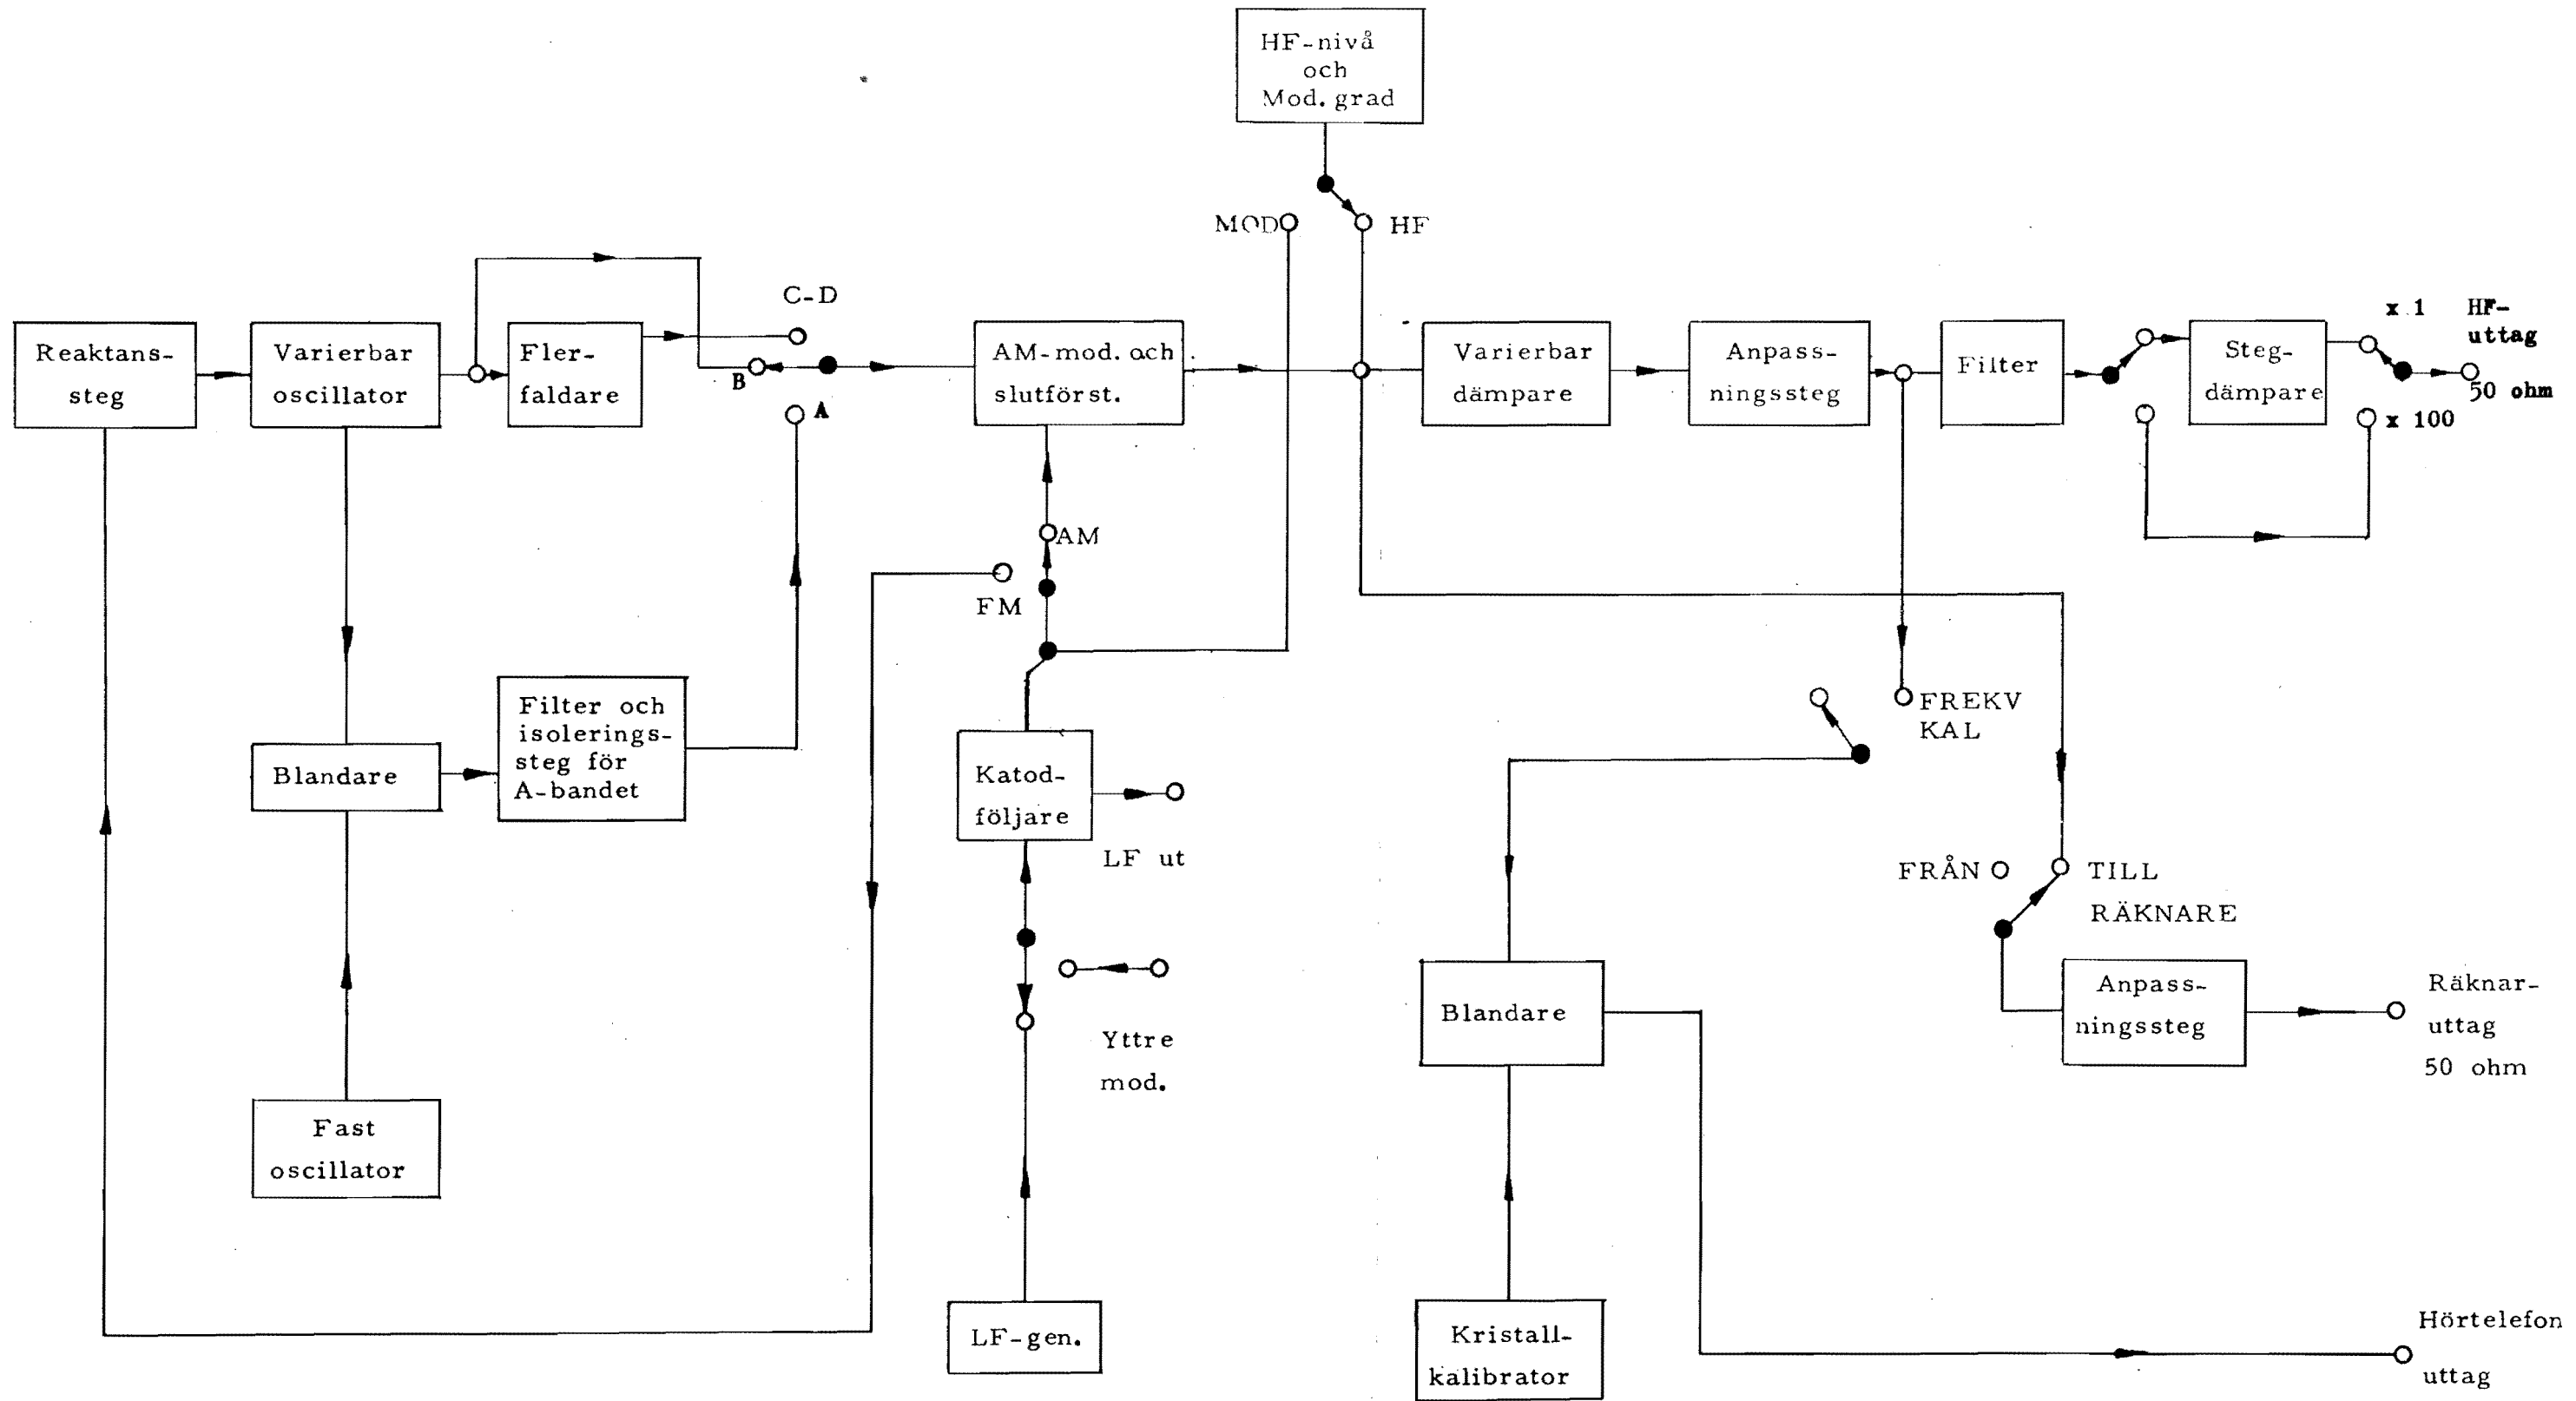 HF-nivå
och
Mod. grad
MOD
HF
C-D
B
A
Reaktans-
steg
Varierbar
oscillator
Fler-
faldare
AM-mod. och
slutförst.
Varierbar
dämpare
Anpass-
ningssteg
Filter
Steg-
dämpare
x 1
x 100
HF-
uttag
50 ohm
AM
FM
FREKV
KAL
Filter och
isolerings-
steg för
A-bandet
Blandare
Katod-
följare
LF ut
FRÅN
TILL
RÄKNARE
Yttre
mod.
Blandare
Anpass-
ningssteg
Räknar-
uttag
50 ohm
Fast
oscillator
LF-gen.
Kristall-
kalibrator
Hörtelefon
uttag